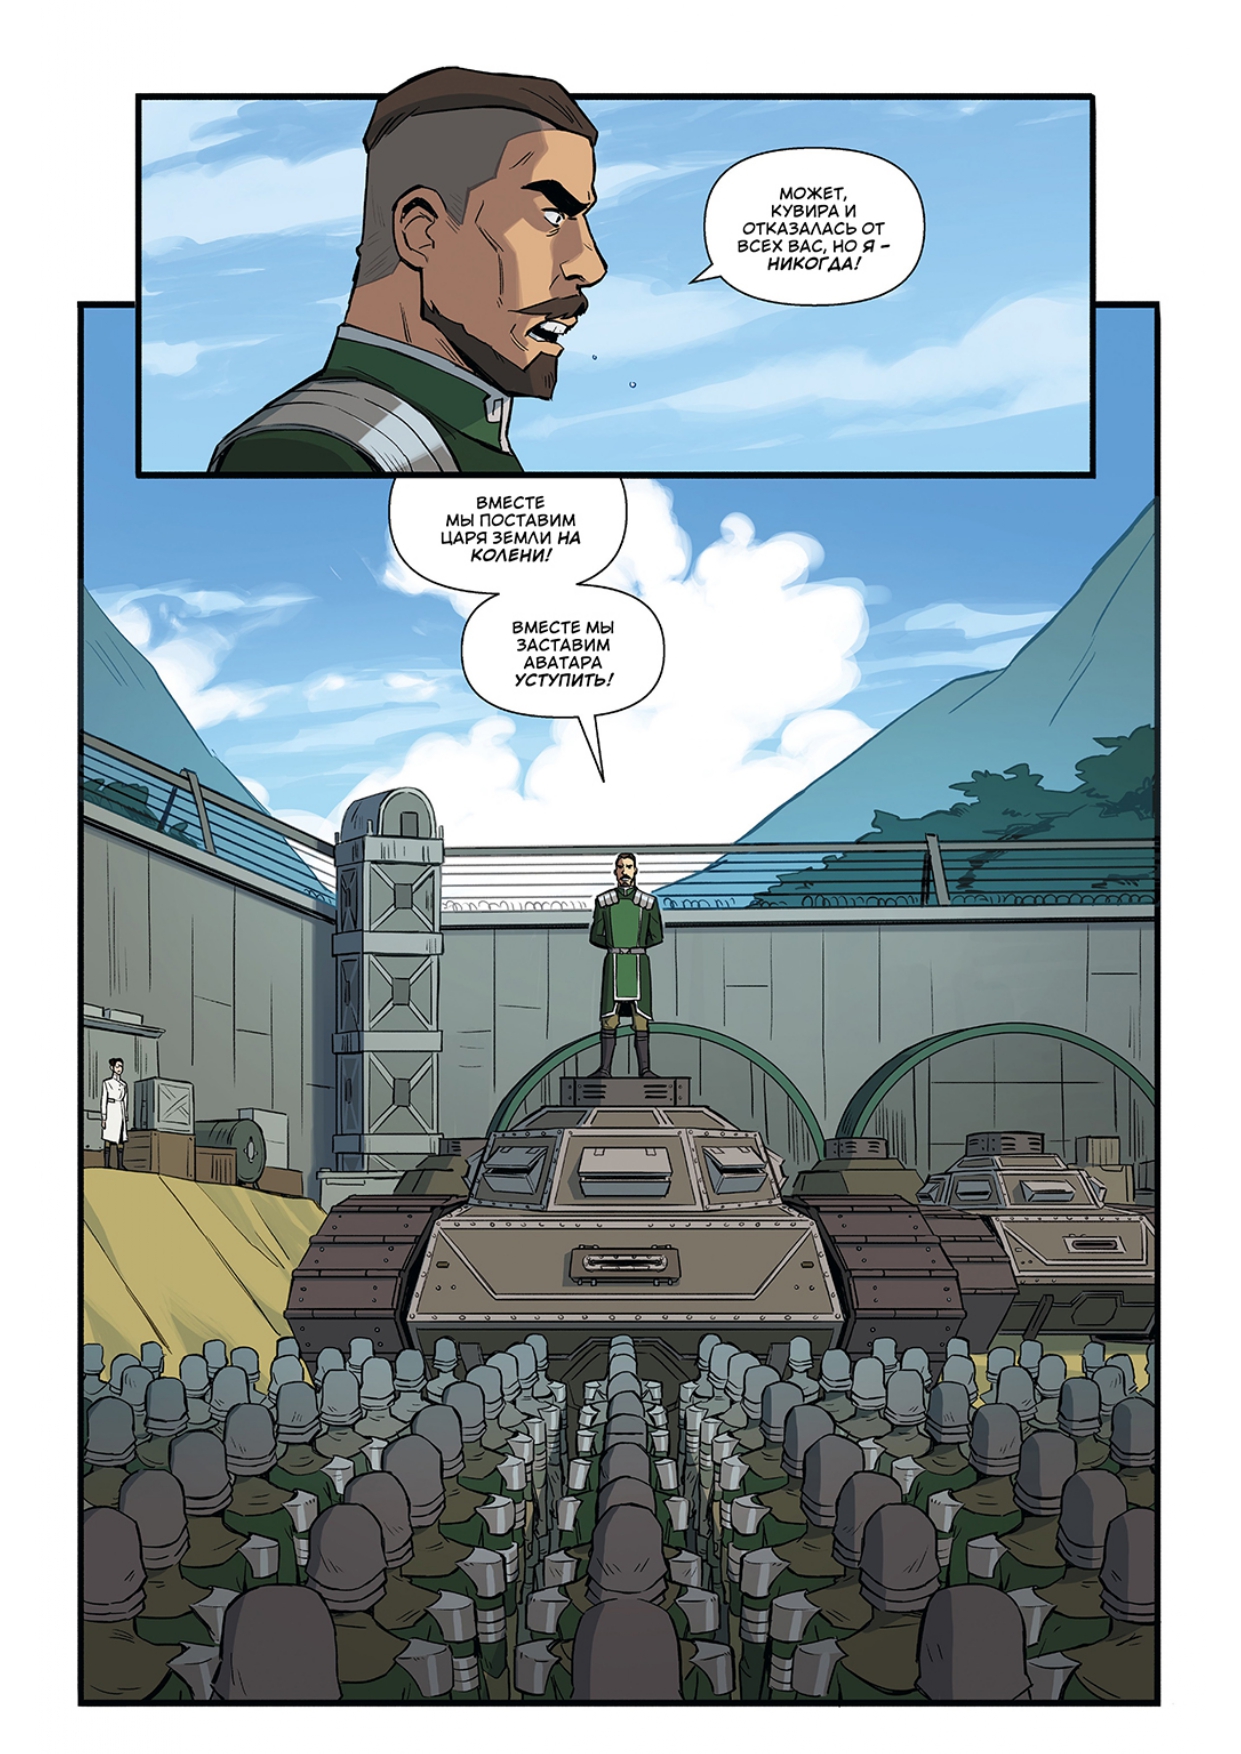 МОЖЕТ,
КУВИРА И
ОТКАЗАЛАСЬ ОТ
ВСЕХ ВАС, НО Я –
НИКОГДА!
ВМЕСТЕ
МЫ ПОСТАВИМ
ЦАРЯ ЗЕМЛИ НА
КОЛЕНИ!
ВМЕСТЕ МЫ
ЗАСТАВИМ
АВАТАРА
УСТУПИТЬ!